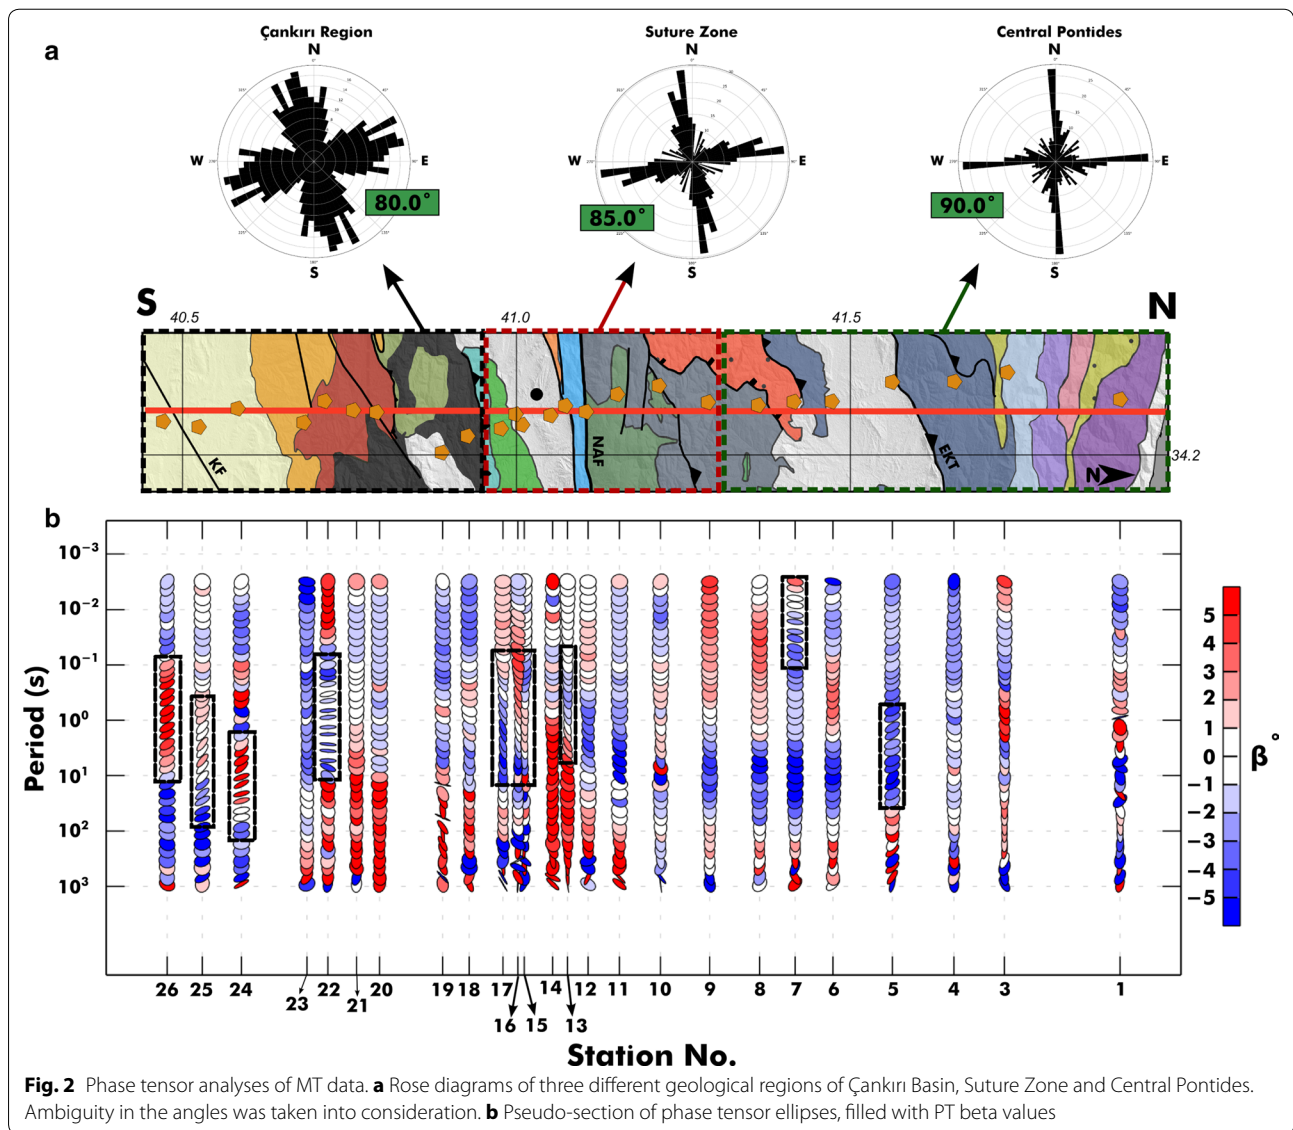 a
Çankırı Region
Suture Zone
Central Pontides
N
N
N
W
E
W
E
W
E
80.0°
85.0°
90.0°
S
S
S
S
N
40.5
41.0
41.5
KF
NAF
EKT
N
34.2
b
10⁻³
10⁻²
10⁻¹
10⁰
10¹
10²
10³
Period (s)
5
4
3
2
1
0
−1
−2
−3
−4
−5
β°
26 25 24 23 22 21 20 19 18 17 16 15 14 13 12 11 10 9 8 7 6 5 4 3 1
Station No.
Fig. 2 Phase tensor analyses of MT data. a Rose diagrams of three different geological regions of Çankırı Basin, Suture Zone and Central Pontides.
Ambiguity in the angles was taken into consideration. b Pseudo-section of phase tensor ellipses, filled with PT beta values